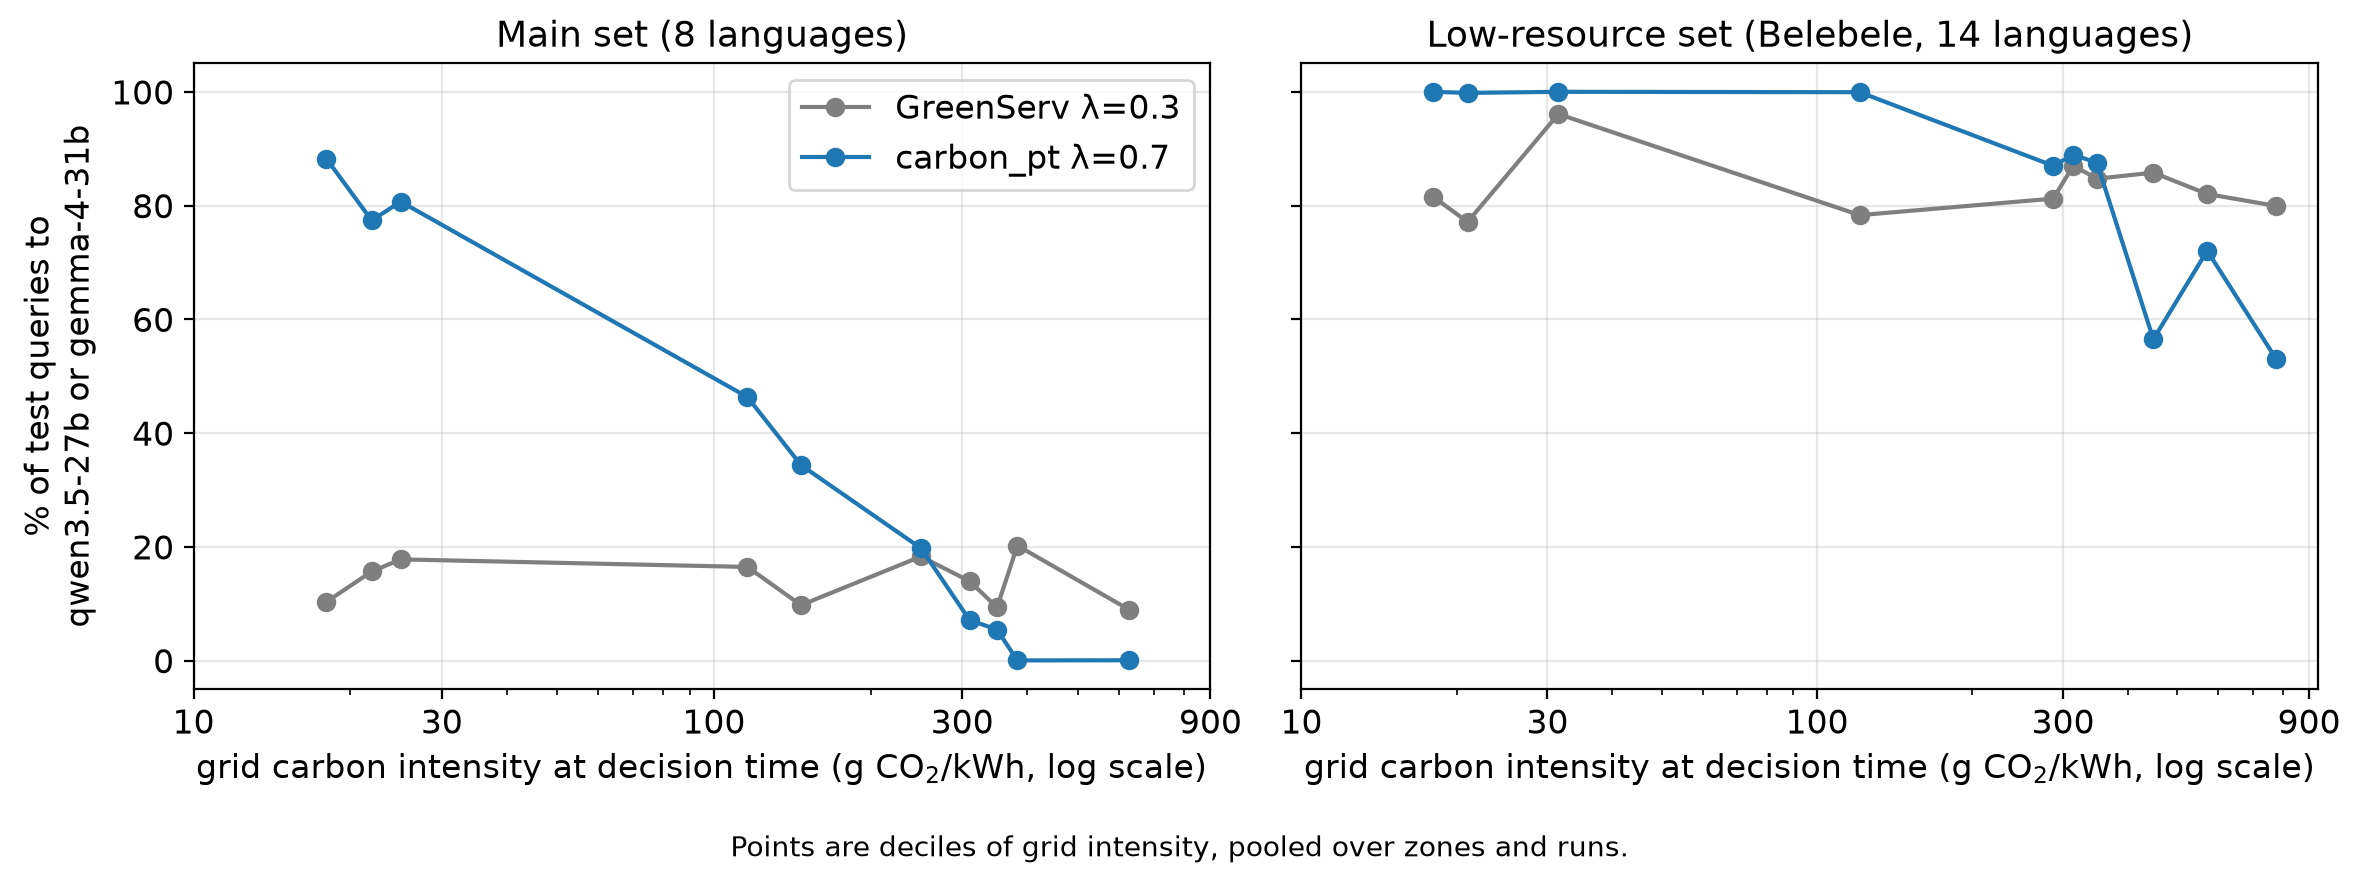 Main set (8 languages)
Low-resource set (Belebele, 14 languages)
GreenServ λ=0.3
carbon_pt λ=0.7
% of test queries to
qwen3.5-27b or gemma-4-31b
100
80
60
40
20
0
10 30 100 300 900
10 30 100 300 900
grid carbon intensity at decision time (g CO₂/kWh, log scale)
grid carbon intensity at decision time (g CO₂/kWh, log scale)
Points are deciles of grid intensity, pooled over zones and runs.